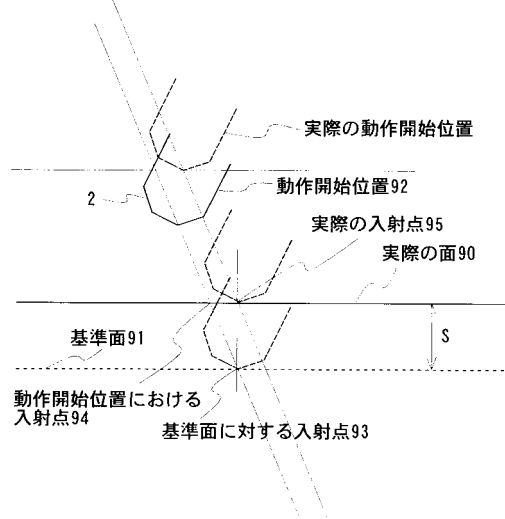 実際の動作開始位置
動作開始位置92
2
実際の入射点95
実際の面90
基準面91
S
動作開始位置における
入射点94
基準面に対する入射点93